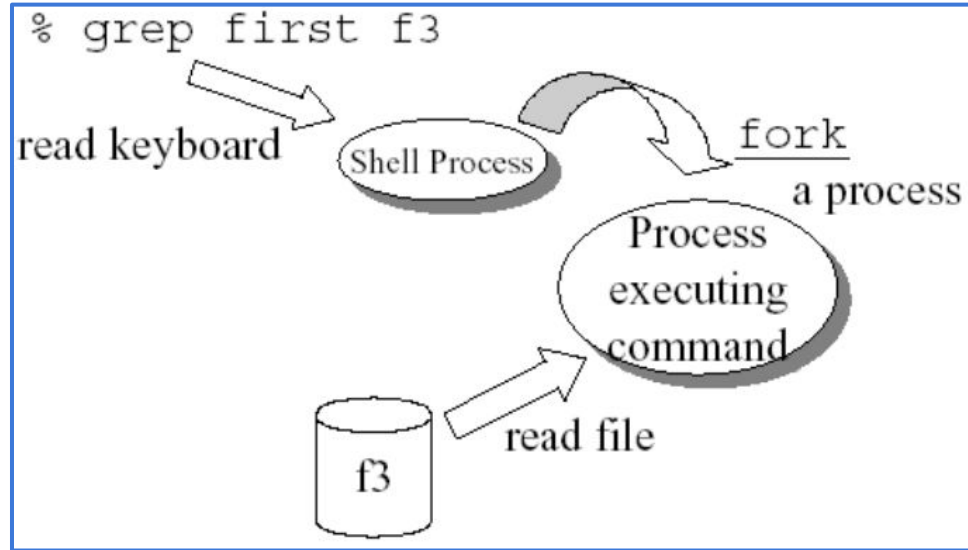 % grep first f3
read keyboard
Shell Process
fork
a process
Process
executing
command
read file
f3